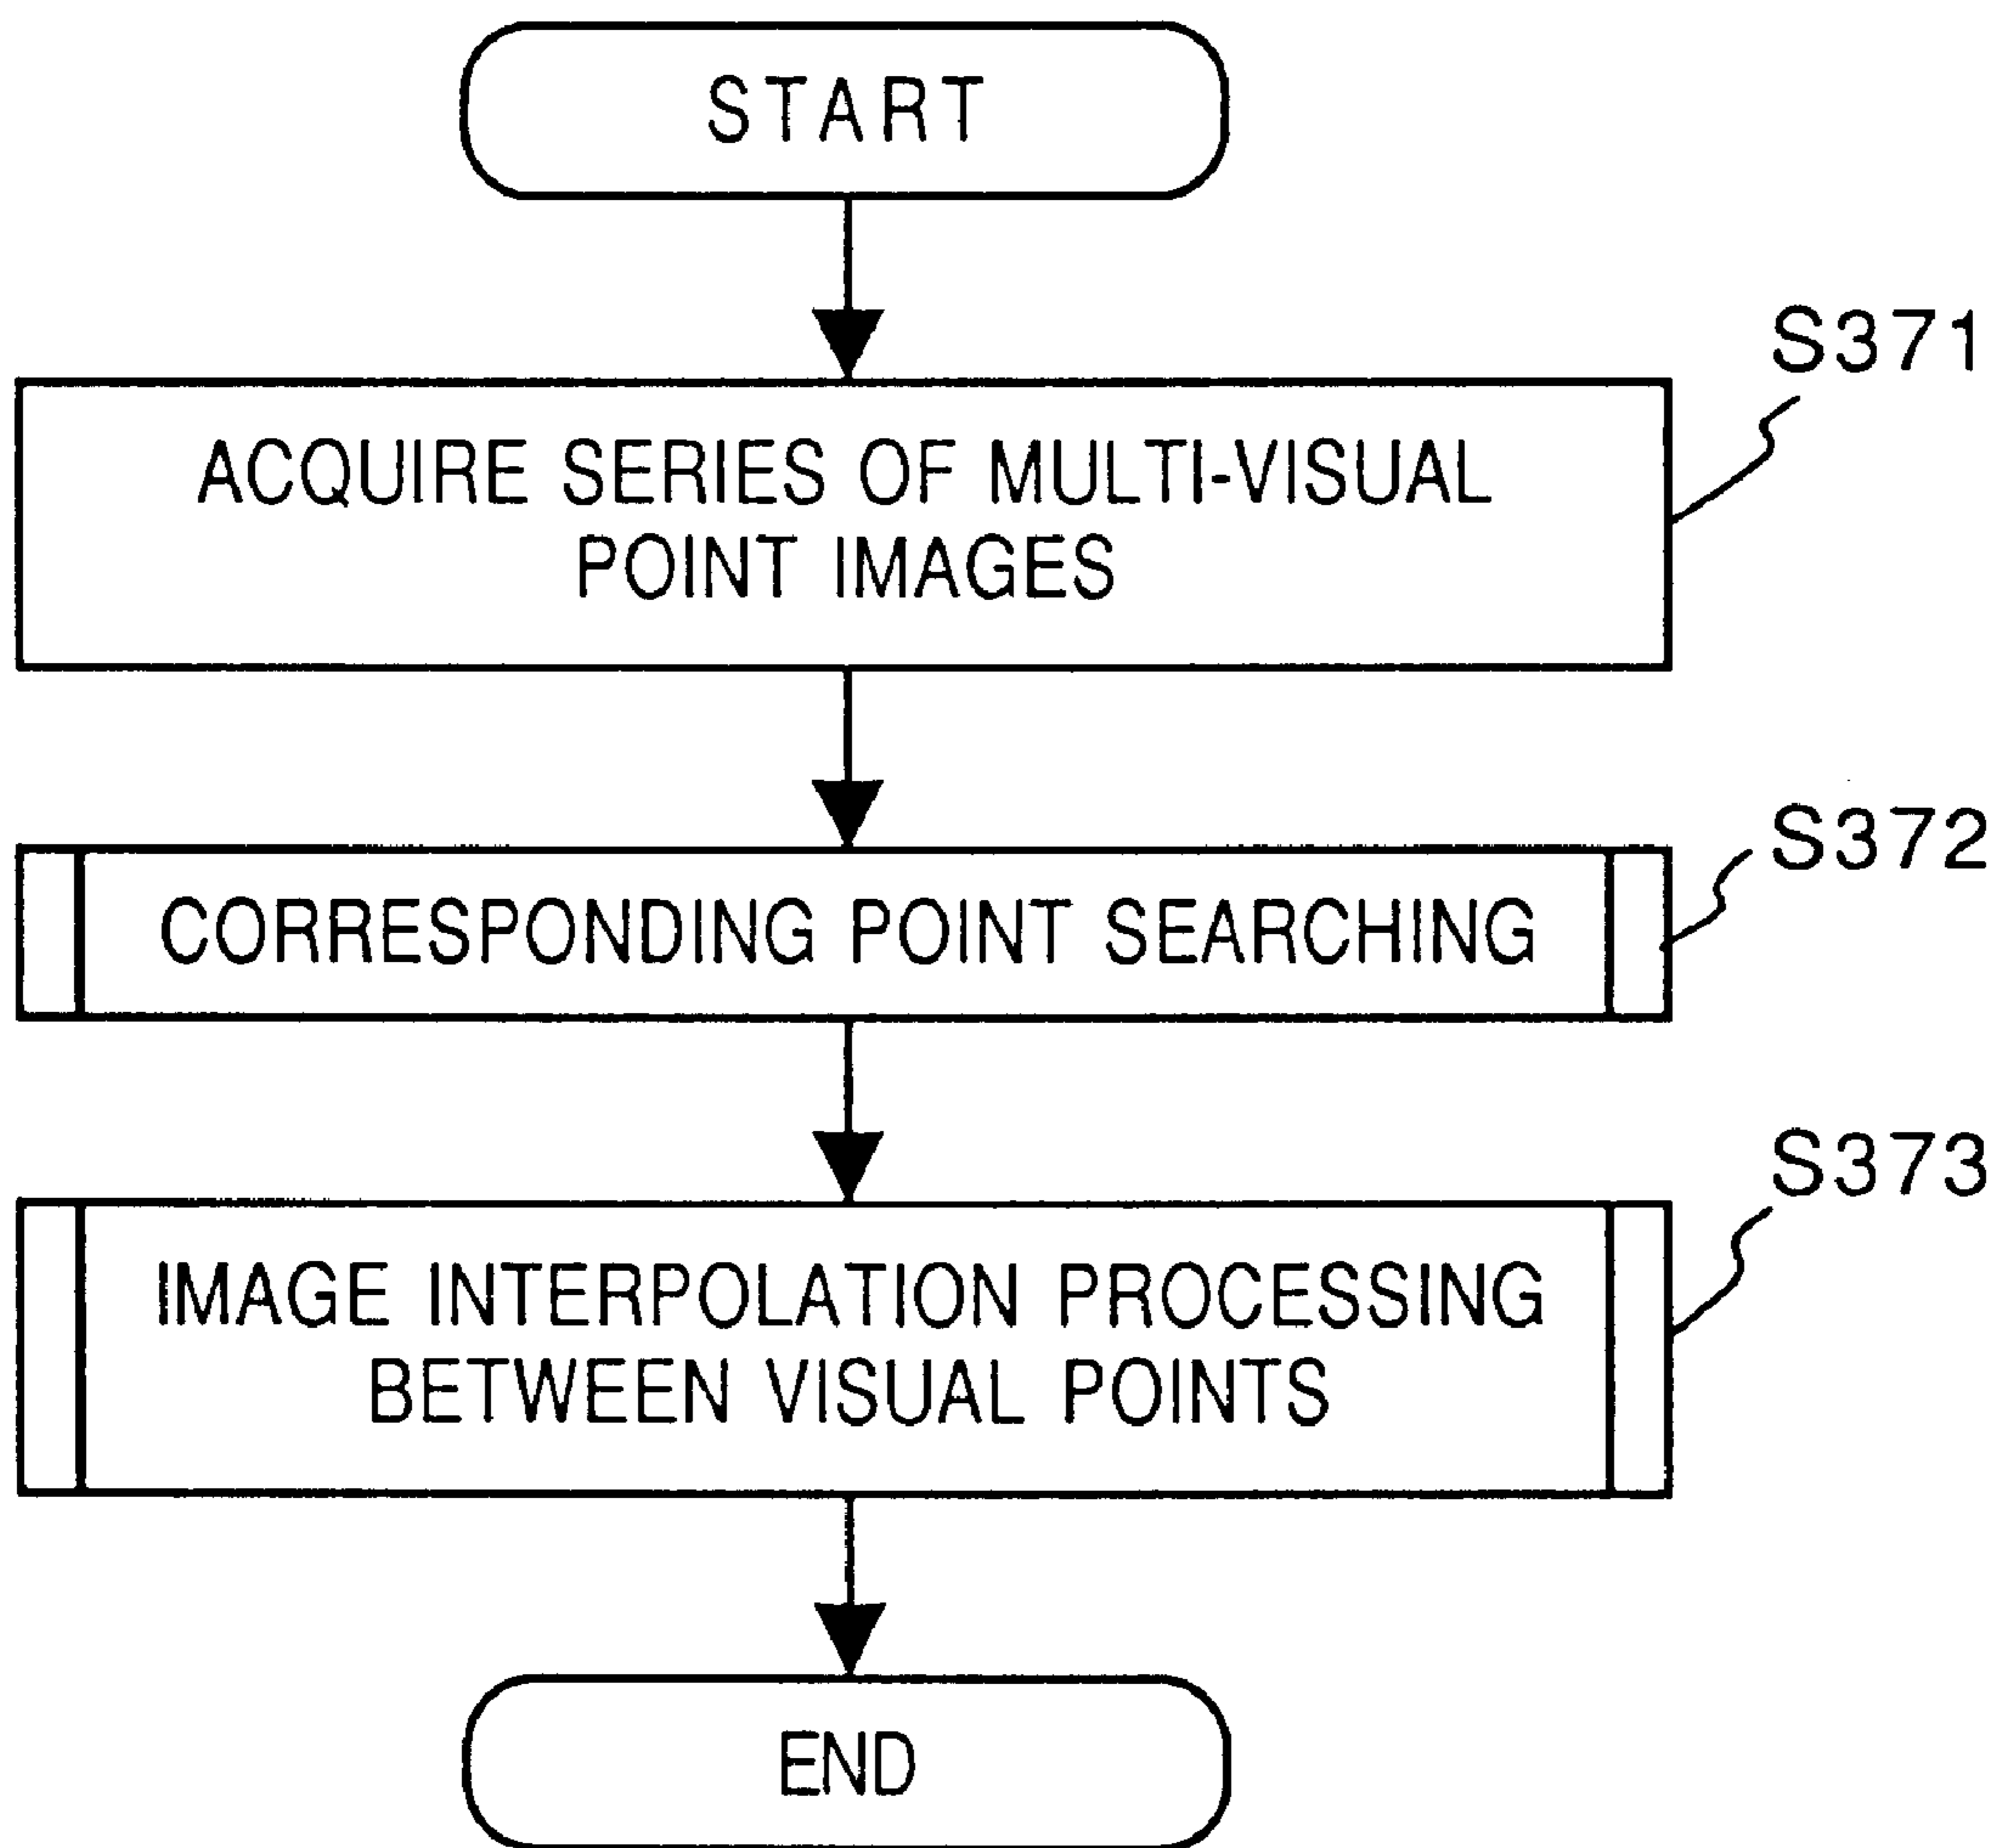 START
S371
ACQUIRE SERIES OF MULTI-VISUAL
POINT IMAGES
S372
CORRESPONDING POINT SEARCHING
S373
IMAGE INTERPOLATION PROCESSING
BETWEEN VISUAL POINTS
END